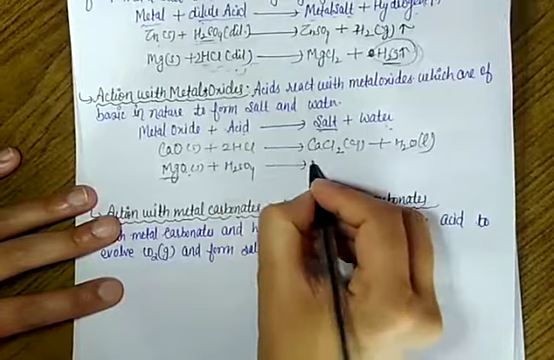 Metal + dilute Acid → Metalsalt + Hydrogen
Zn(s) + H₂SO₄(dil) → ZnSO₄ + H₂(g) ↑
Mg(s) + 2HCl(dil) → MgCl₂ +
Action with Metal Oxides: Acids react with metal oxides which are of
basic in nature to form salt and water.
Metal Oxide + Acid → Salt + water
CaO(s) + 2HCl → CaCl₂(aq) + H₂O(l)
MgO(s) + H₂SO₄ →
Action with metal carbonates
metal carbonates and acid to
evolve CO₂(g) and form